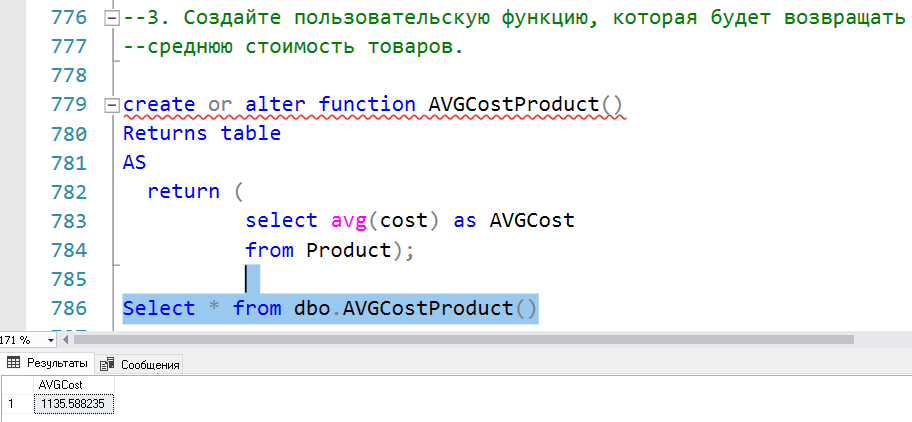 776 --3. Создайте пользовательскую функцию, которая будет возвращать
777 --среднюю стоимость товаров.
778
779 create or alter function AVGCostProduct()
780 Returns table
781 AS
782 return (
783 select avg(cost) as AVGCost
784 from Product);
785
786 Select * from dbo.AVGCostProduct()
171 %
Результаты Сообщения
AVGCost
1 1135.588235